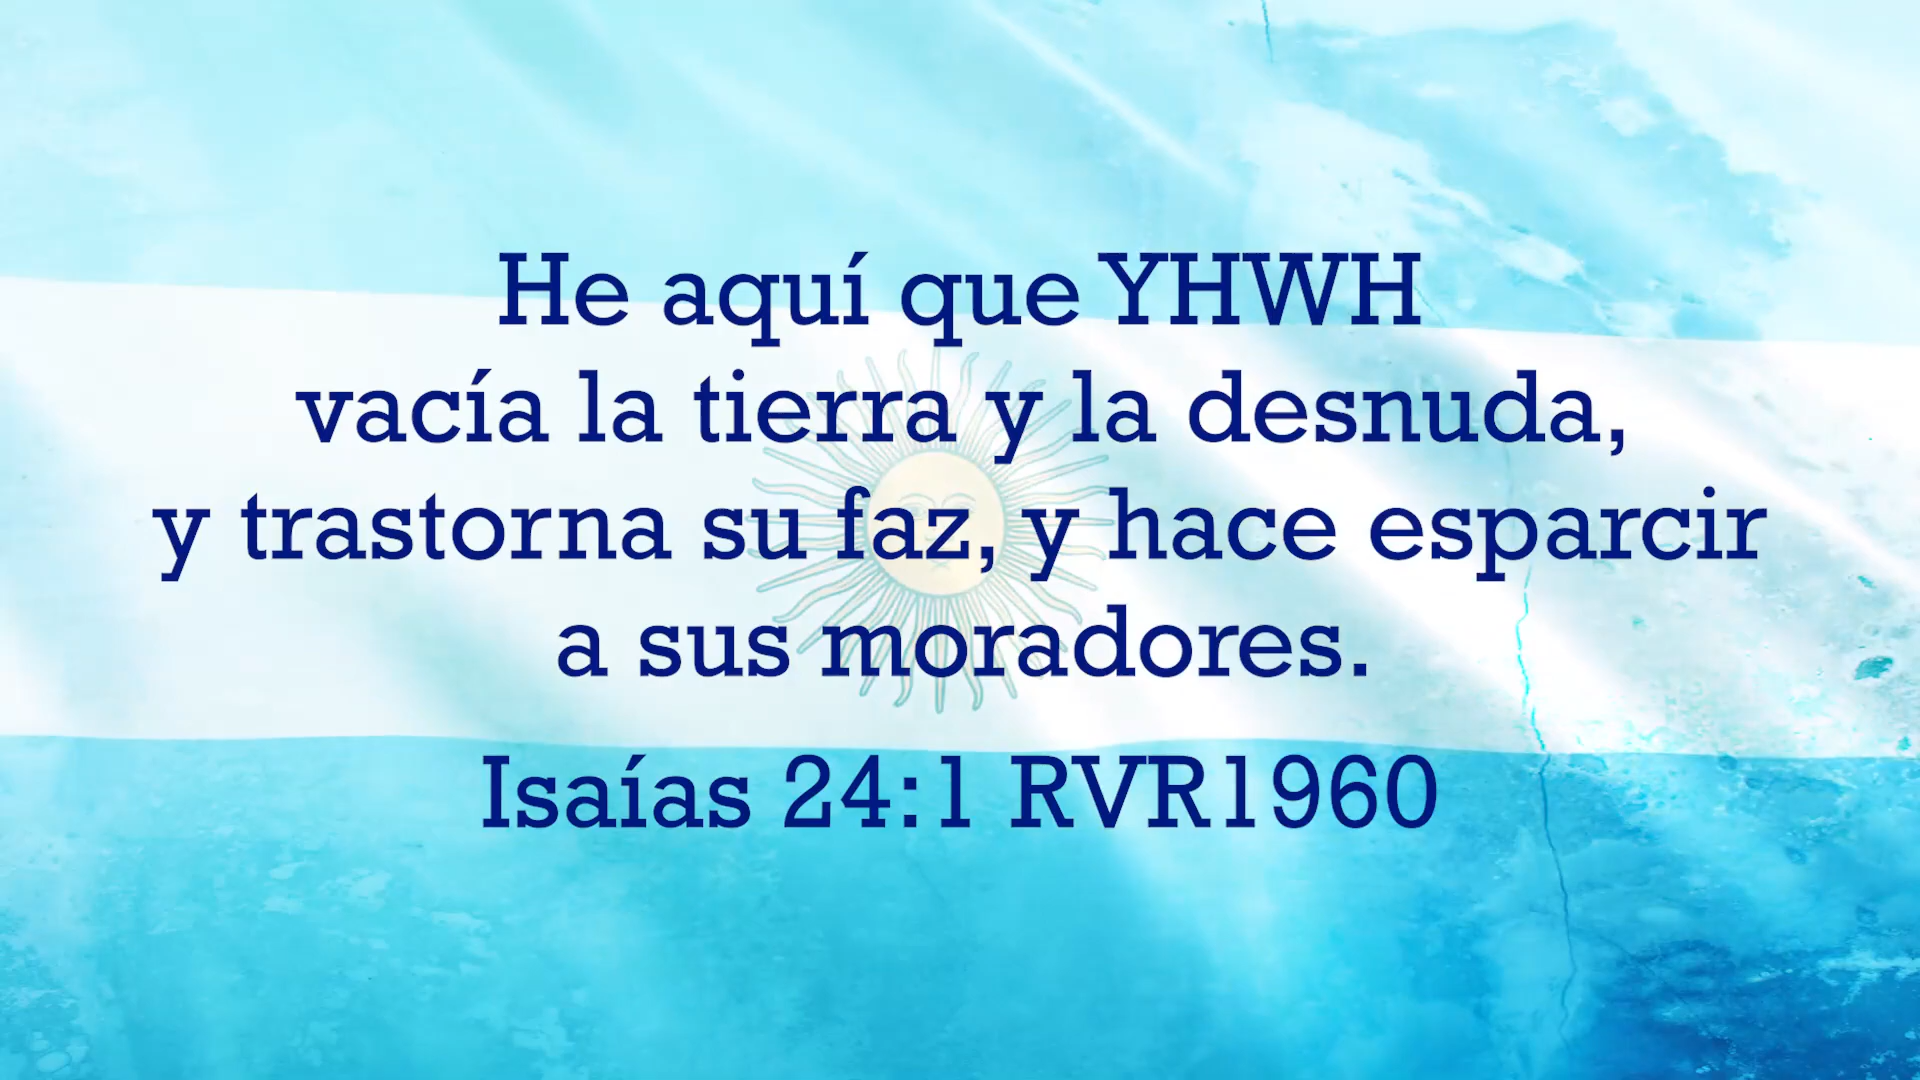 He aquí que YHWH
vacía la tierra y la desnuda,
y trastorna su faz, y hace esparcir
a sus moradores.
Isaías 24:1 RVR1960